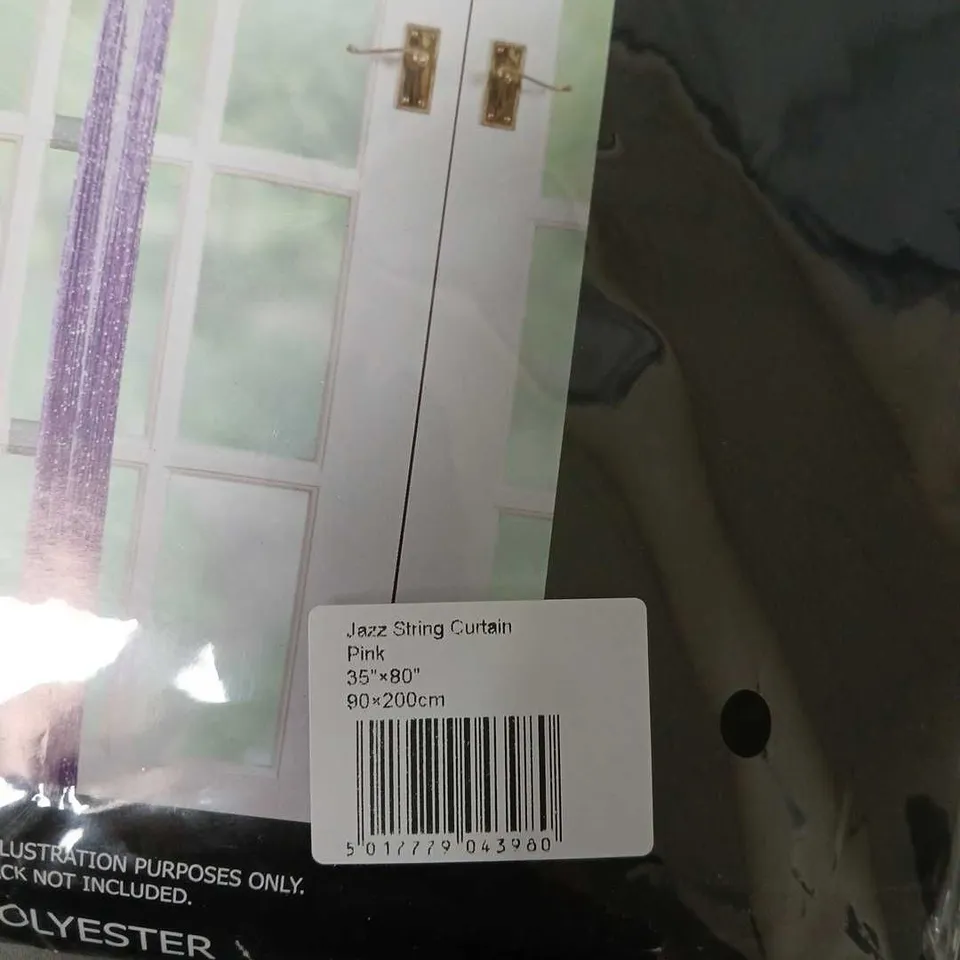 Jazz String Curtain
Pink
35"×80"
90×200cm
5 017779 043980
LUSTRATION PURPOSES ONLY.
CK NOT INCLUDED.
OLYESTER